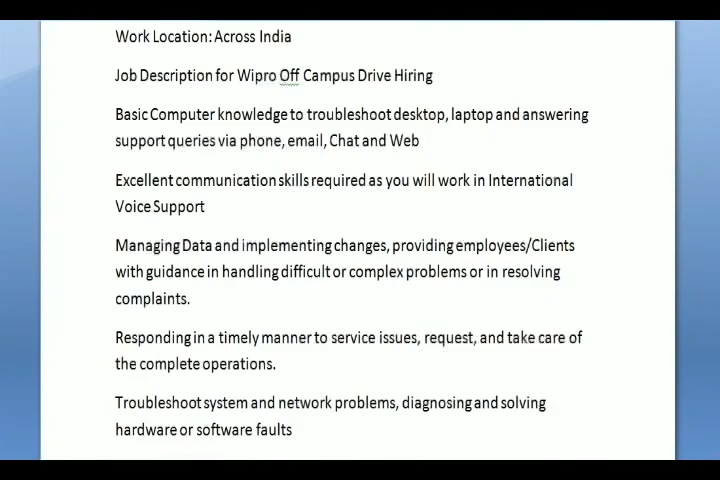 Work Location: Across India
Job Description for Wipro Off Campus Drive Hiring
Basic Computer knowledge to troubleshoot desktop, laptop and answering
support queries via phone, email, Chat and Web
Excellent communication skills required as you will work in International
Voice Support
Managing Data and implementing changes, providing employees/Clients
with guidance in handling difficult or complex problems or in resolving
complaints.
Responding in a timely manner to service issues, request, and take care of
the complete operations.
Troubleshoot system and network problems, diagnosing and solving
hardware or software faults